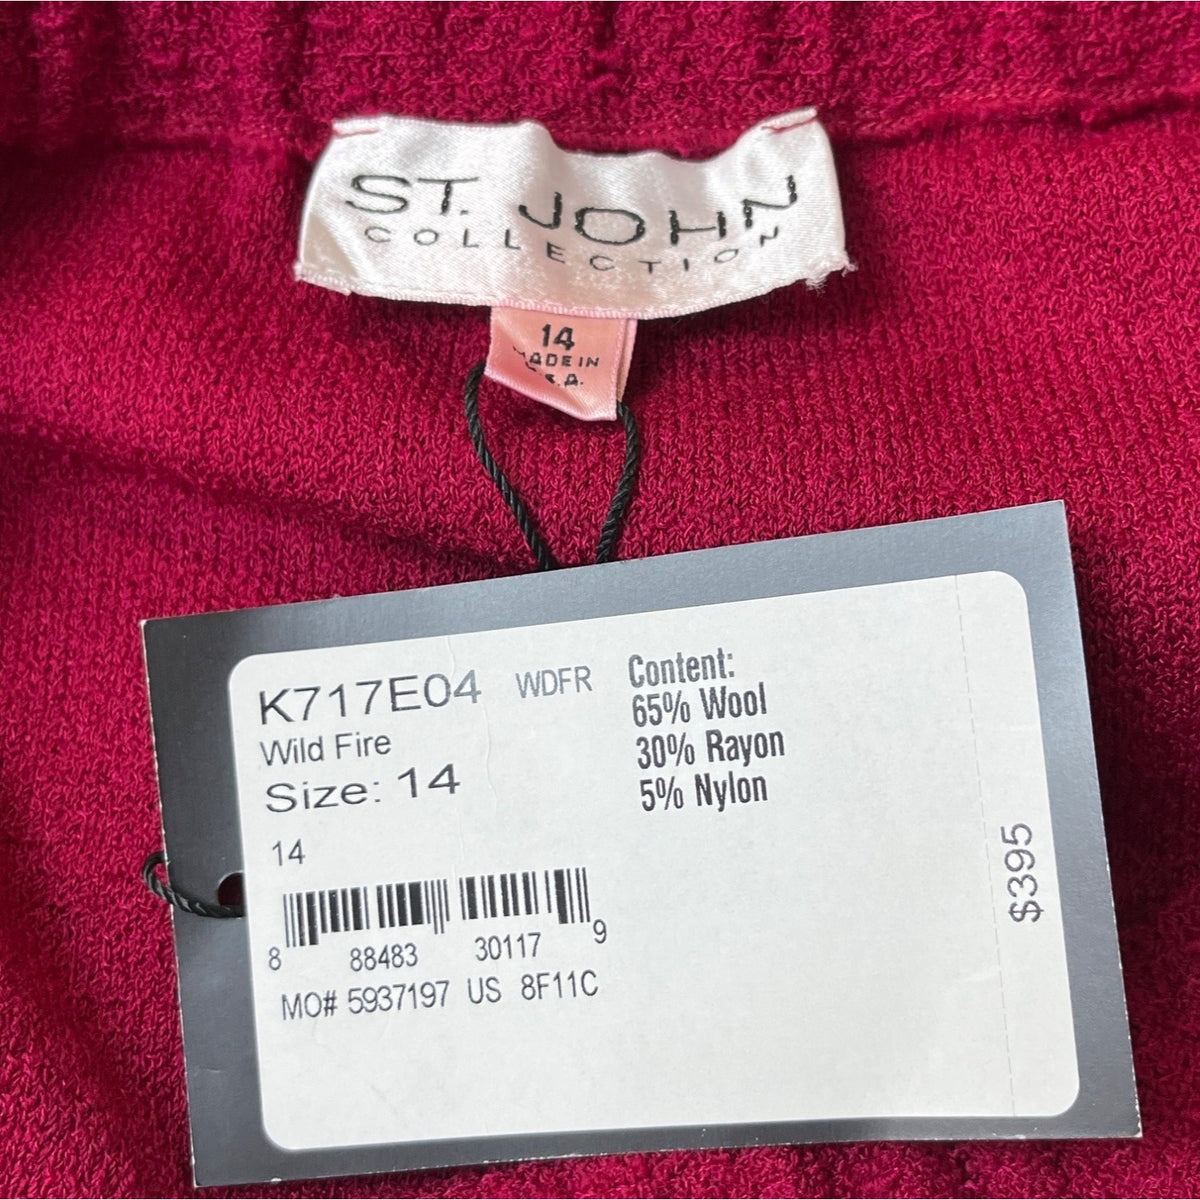 ST. JOHN
COLLECTION
14
MADE IN
K717E04 WDFR
Wild Fire
Size: 14
14
8 88483 30117 9
MO# 5937197 US 8F11C
Content:
65% Wool
30% Rayon
5% Nylon
$395